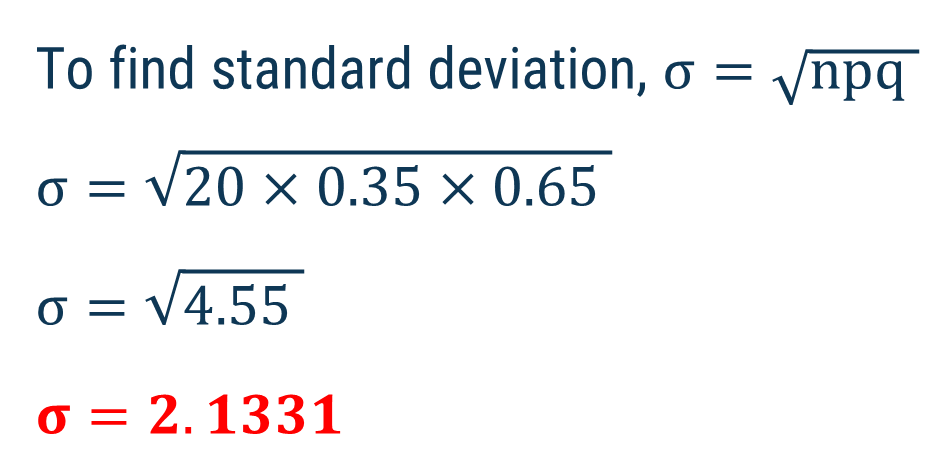 To find standard deviation, σ = √npq
σ = √20 × 0.35 × 0.65
σ = √4.55
σ = 2.1331